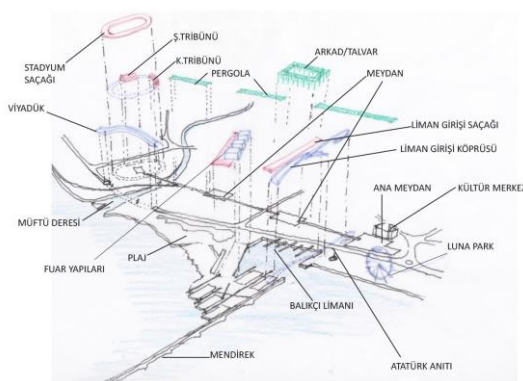 Ş.TRİBÜNÜ
ARKAD/TALVAR
K.TRİBÜNÜ
STADYUM
SAÇAĞI
PERGOLA
MEYDAN
VİYADÜK
LİMAN GİRİŞİ SAÇAĞI
LİMAN GİRİŞİ KÖPRÜSÜ
ANA MEYDAN
KÜLTÜR MERKEZ
MÜFTÜ DERESİ
LUNA PARK
PLAJ
FUAR YAPILARI
BALIKÇI LİMANI
MENDİREK
ATATÜRK ANITI